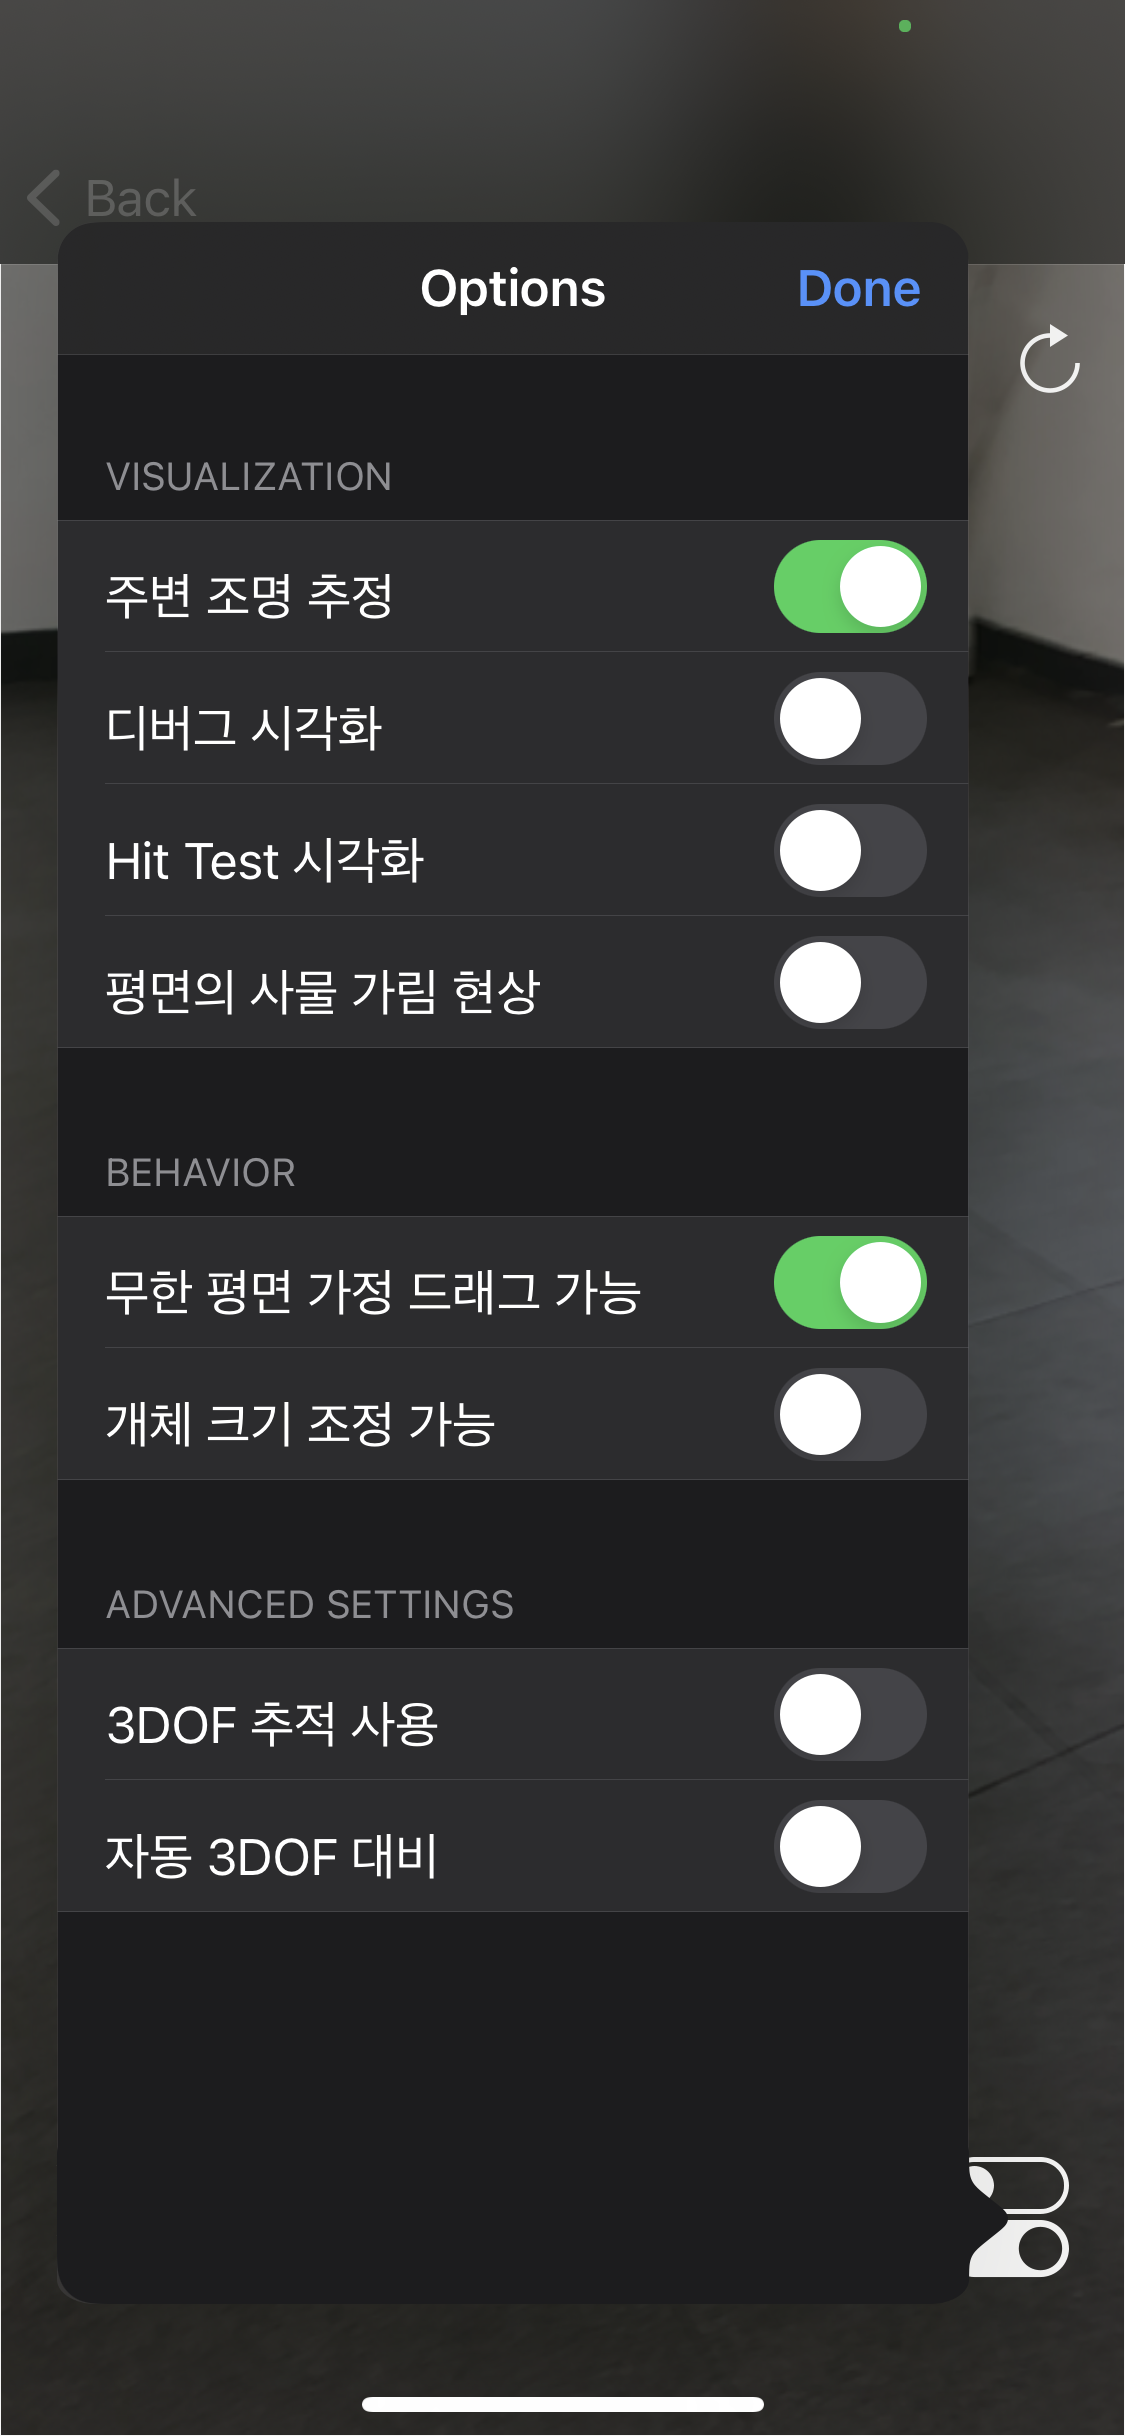 Back
Options
Done
VISUALIZATION
주변 조명 추정
디버그 시각화
Hit Test 시각화
평면의 사물 가림 현상
BEHAVIOR
무한 평면 가정 드래그 가능
개체 크기 조정 가능
ADVANCED SETTINGS
3DOF 추적 사용
자동 3DOF 대비